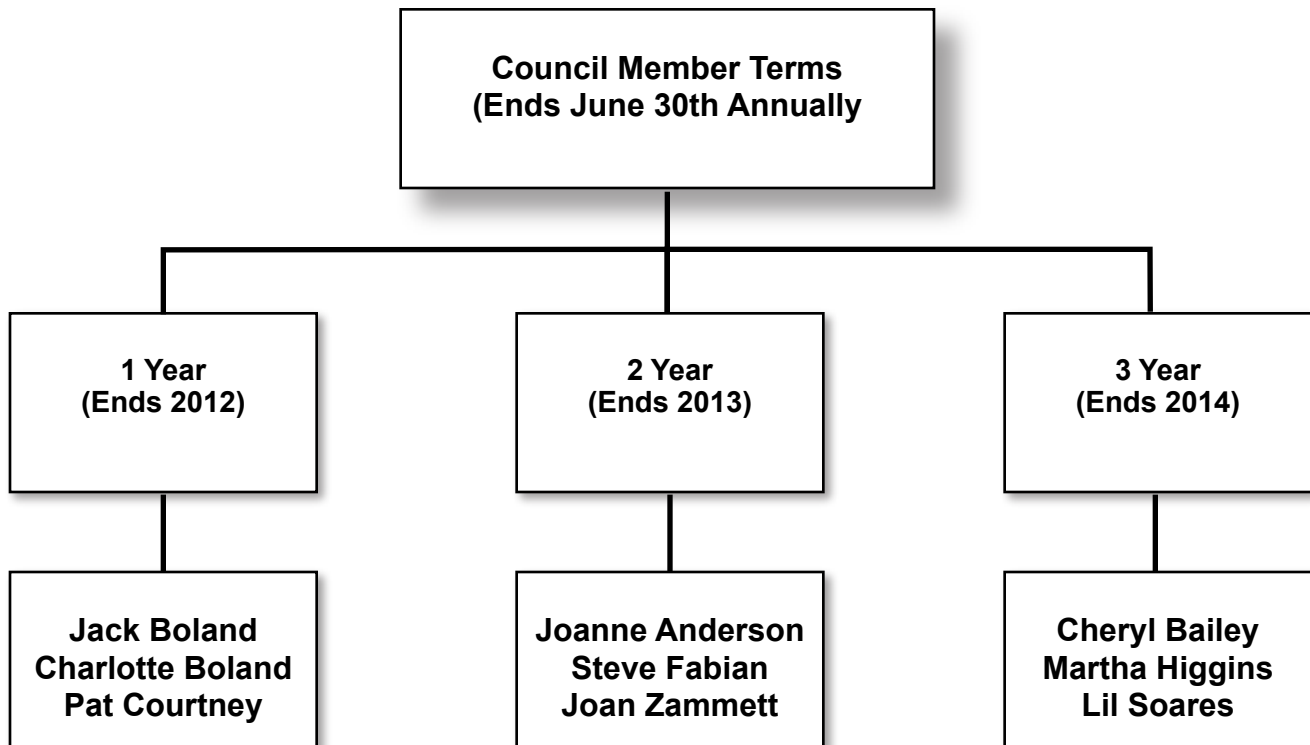 Council Member Terms
(Ends June 30th Annually
1 Year
(Ends 2012)
2 Year
(Ends 2013)
3 Year
(Ends 2014)
Jack Boland
Charlotte Boland
Pat Courtney
Joanne Anderson
Steve Fabian
Joan Zammett
Cheryl Bailey
Martha Higgins
Lil Soares